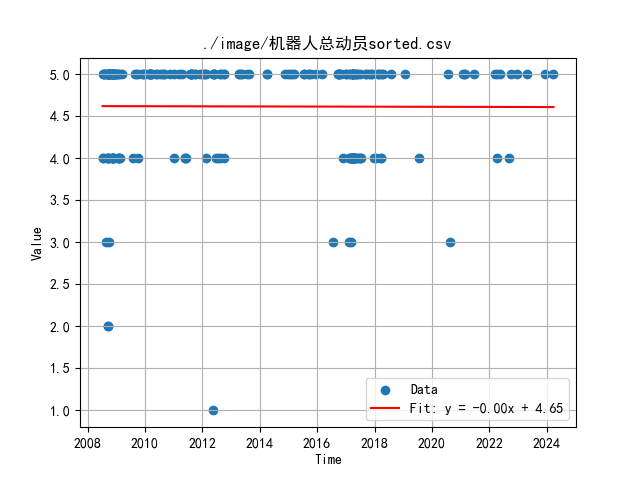 ./image/机器人总动员sorted.csv
5.0
4.5
4.0
3.5
3.0
2.5
2.0
1.5
1.0
Value
2008 2010 2012 2014 2016 2018 2020 2022 2024
Time
Data
Fit: y = -0.00x + 4.65